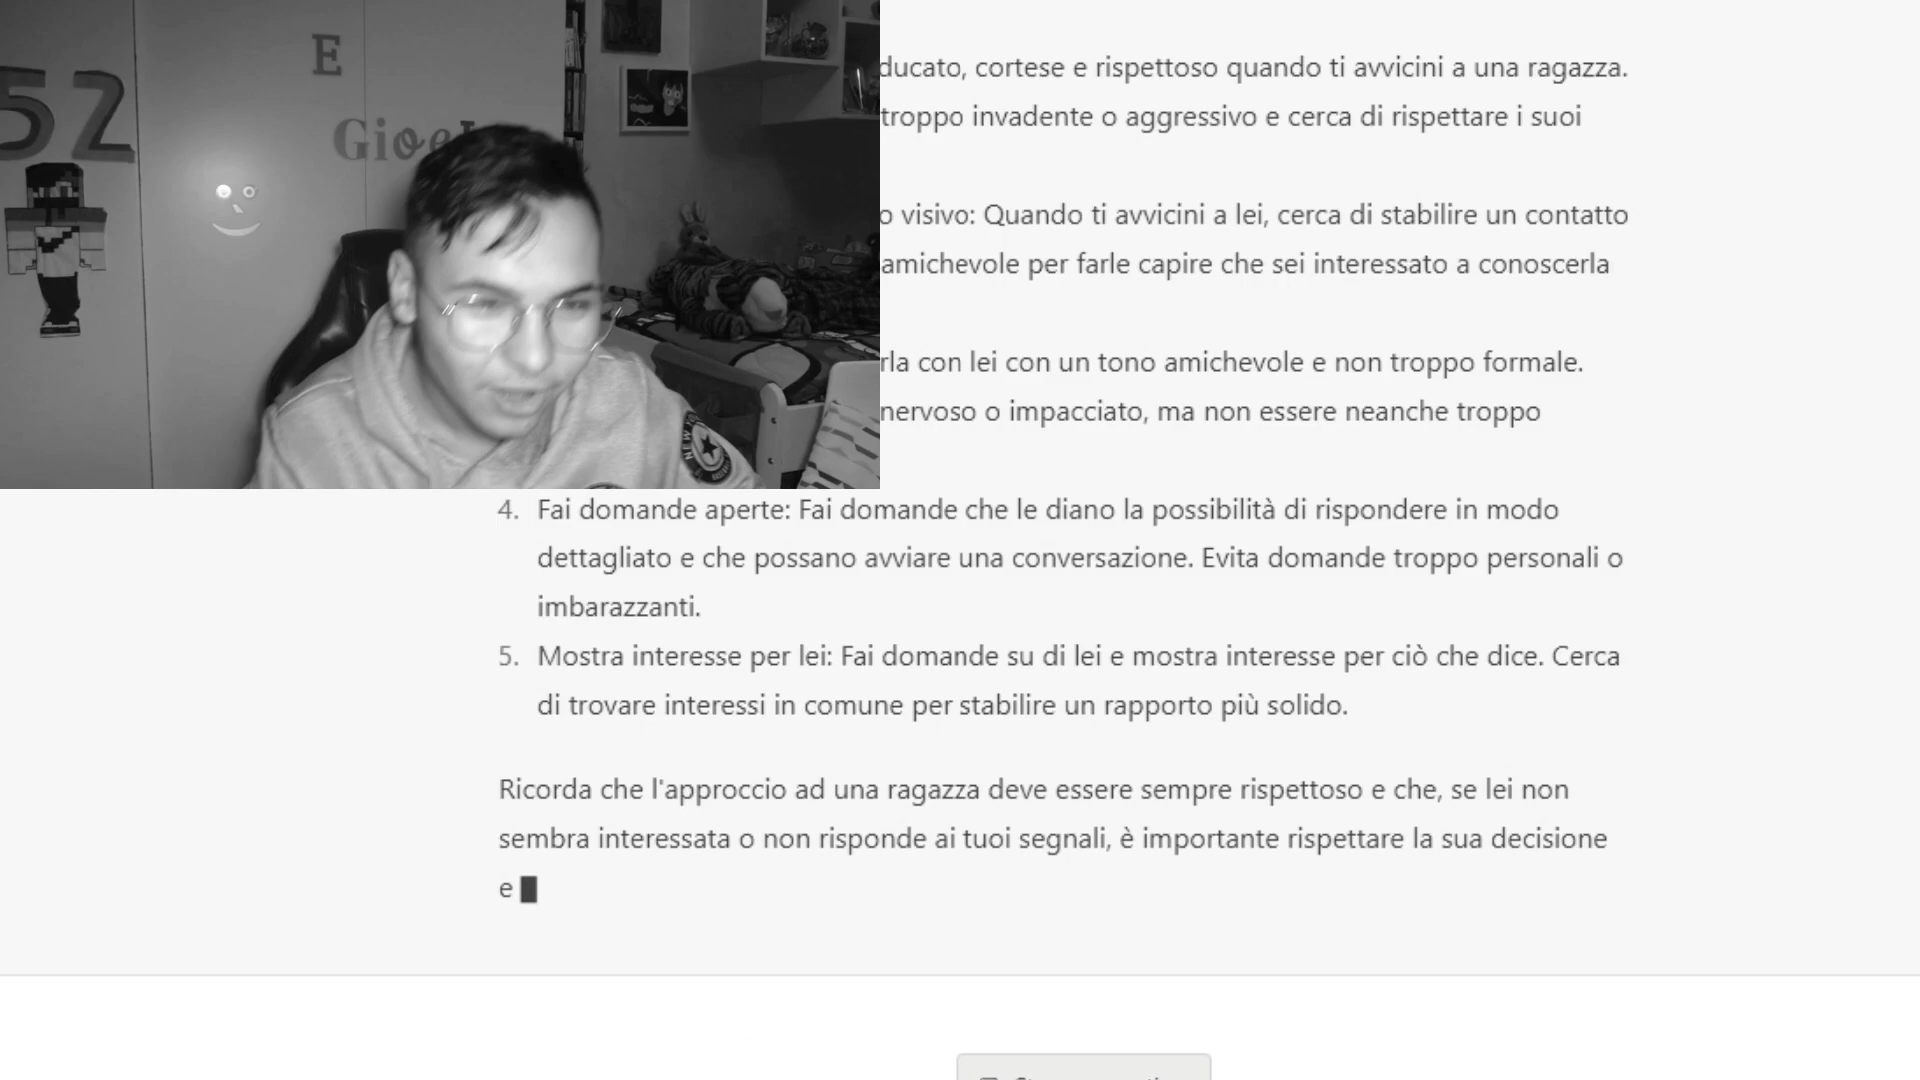 52
E
ducato, cortese e rispettoso quando ti avvicini a una ragazza.
troppo invadente o aggressivo e cerca di rispettare i suoi
o visivo: Quando ti avvicini a lei, cerca di stabilire un contatto
amichevole per farle capire che sei interessato a conoscerla
rla con lei con un tono amichevole e non troppo formale.
nervoso o impacciato, ma non essere neanche troppo
4. Fai domande aperte: Fai domande che le diano la possibilità di rispondere in modo
dettagliato e che possano avviare una conversazione. Evita domande troppo personali o
imbarazzanti.
5. Mostra interesse per lei: Fai domande su di lei e mostra interesse per ciò che dice. Cerca
di trovare interessi in comune per stabilire un rapporto più solido.
Ricorda che l'approccio ad una ragazza deve essere sempre rispettoso e che, se lei non
sembra interessata o non risponde ai tuoi segnali, è importante rispettare la sua decisione
e